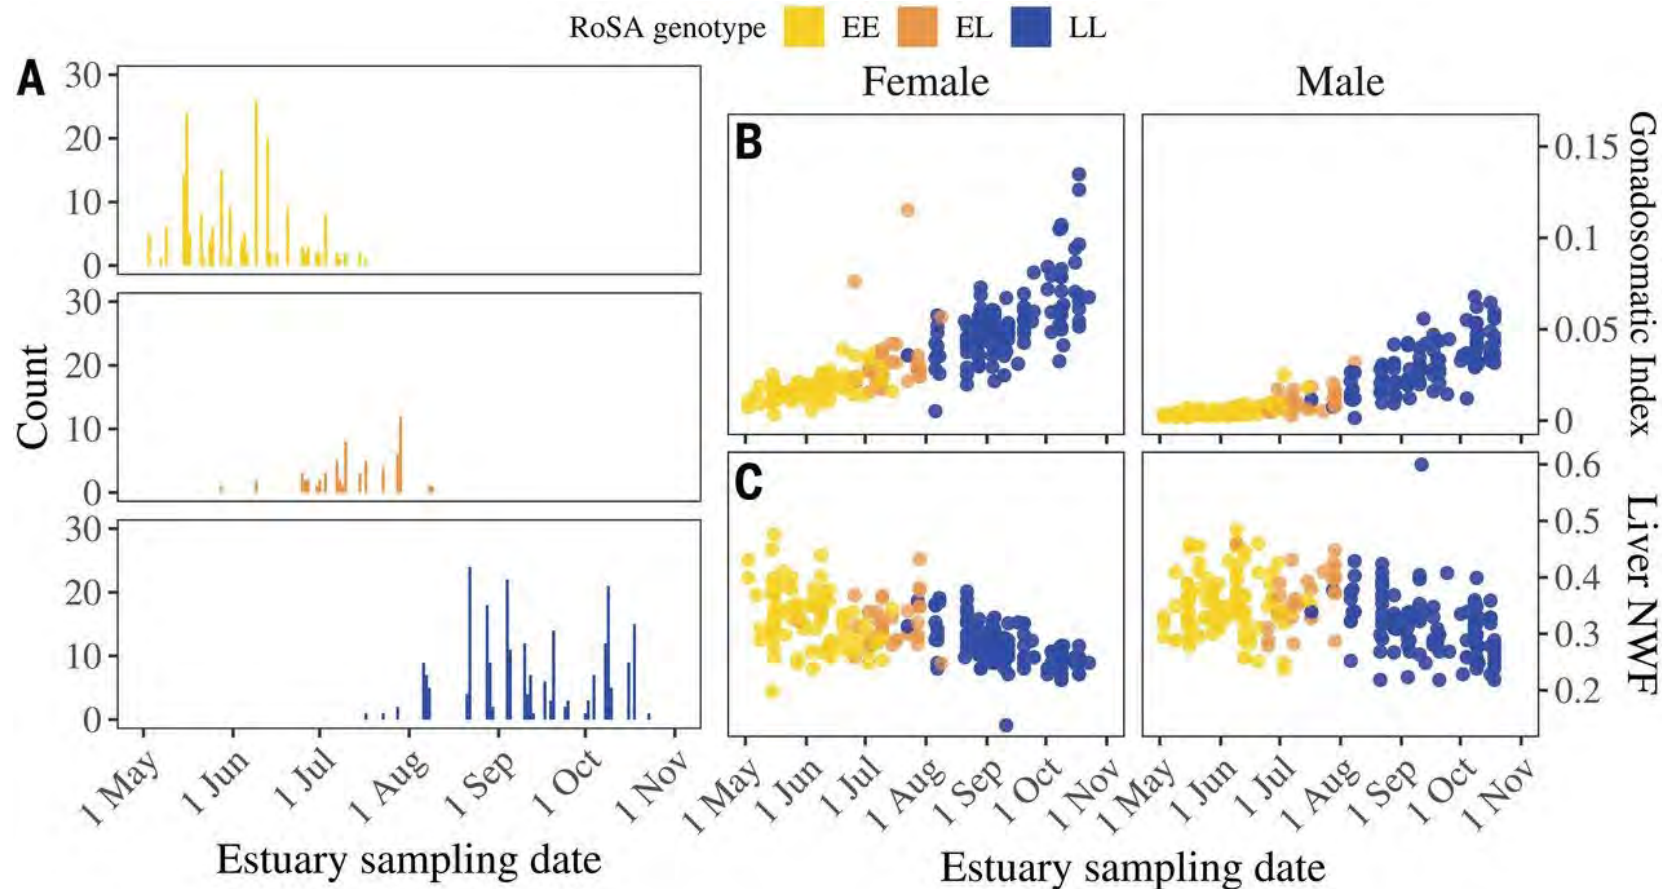 RoSA genotype EE EL LL
A
30
20
10
0
30
20
10
0
30
20
10
0
Count
1 May 1 Jun 1 Jul 1 Aug 1 Sep 1 Oct 1 Nov
Estuary sampling date
Female Male
B
0.15
0.1
0.05
0
Gonadosomatic Index
C
0.6
0.5
0.4
0.3
0.2
Liver NWF
1 May 1 Jun 1 Jul 1 Aug 1 Sep 1 Oct 1 Nov 1 May 1 Jun 1 Jul 1 Aug 1 Sep 1 Oct 1 Nov
Estuary sampling date